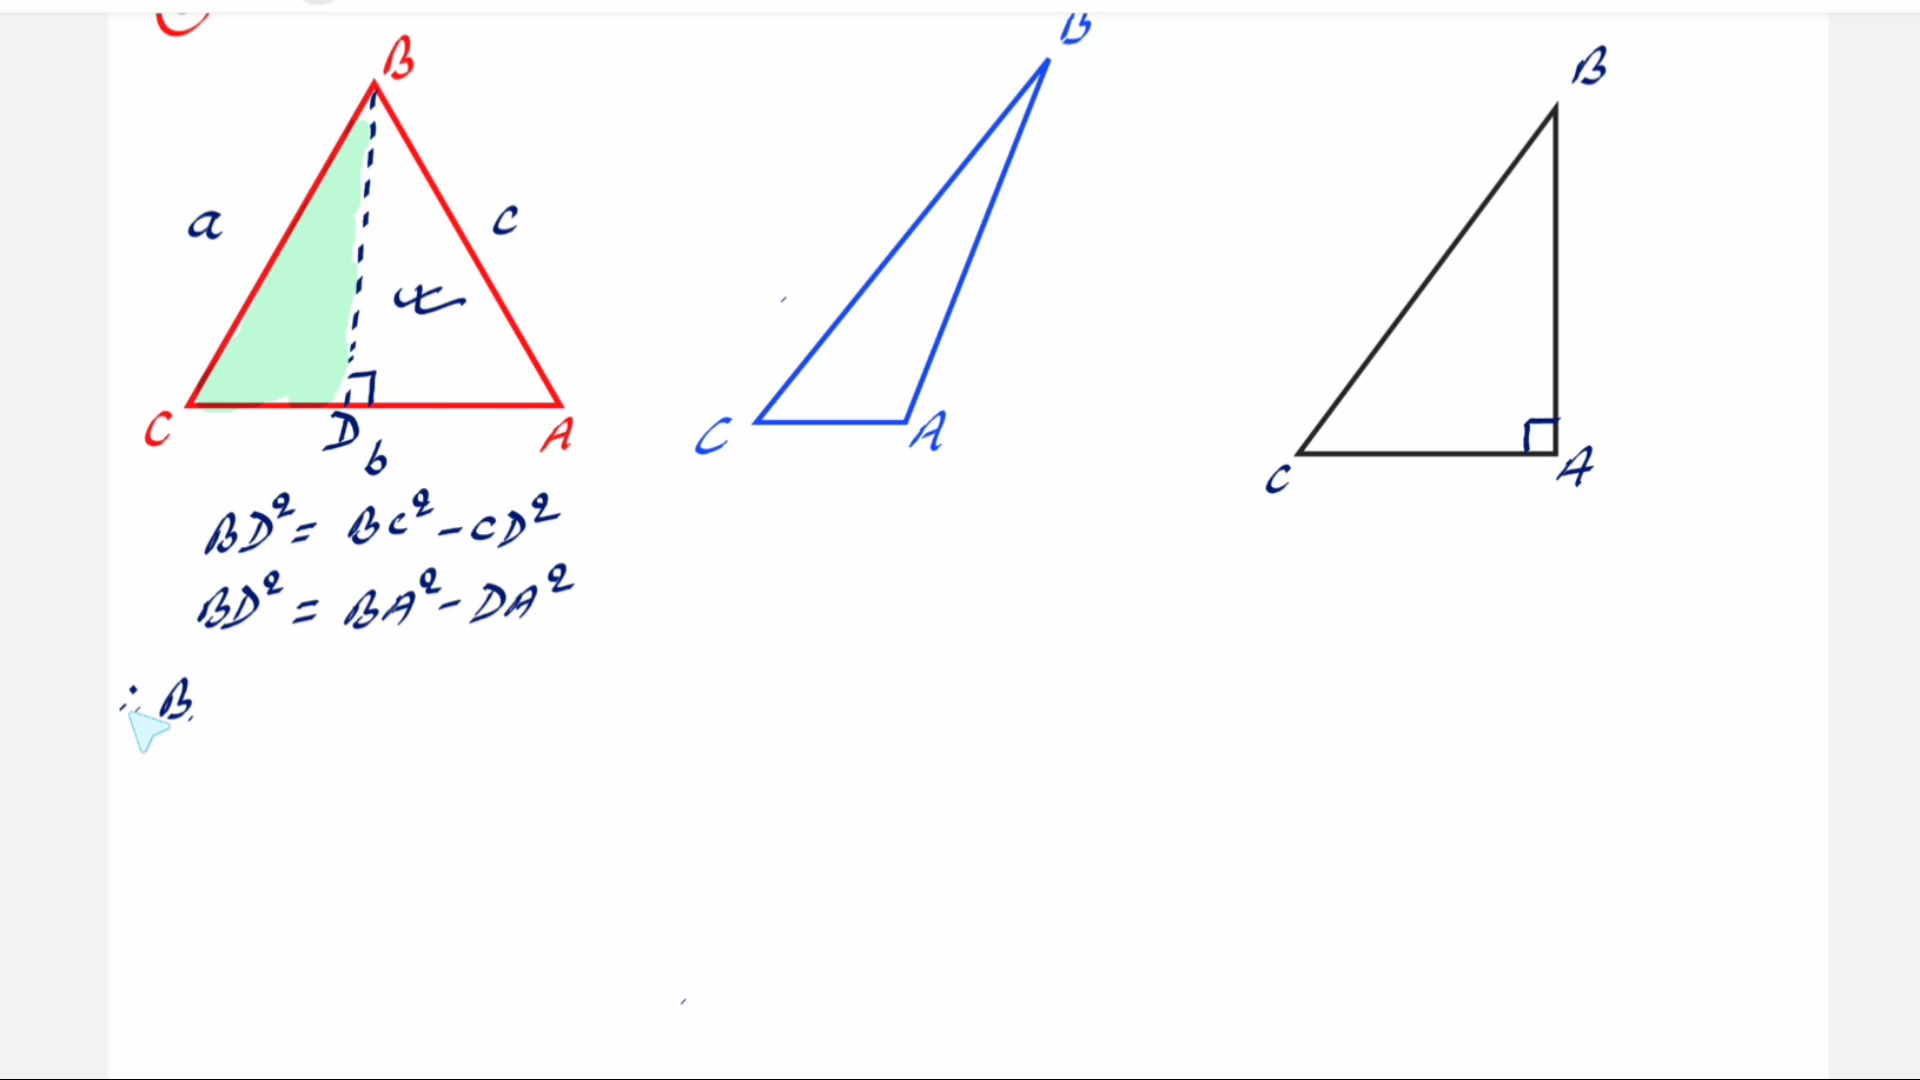 B
a
c
C
D
b
A
BD² = BC² - CD²
BD² = BA² - DA²
∴ B
B
C
A
B
C
A